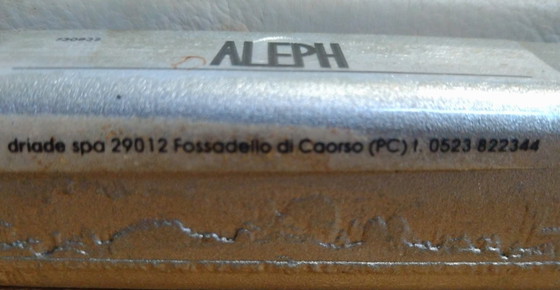 ALEPH
driade spa 29012 Fossadello di Caorso (PC) t. 0523 822344